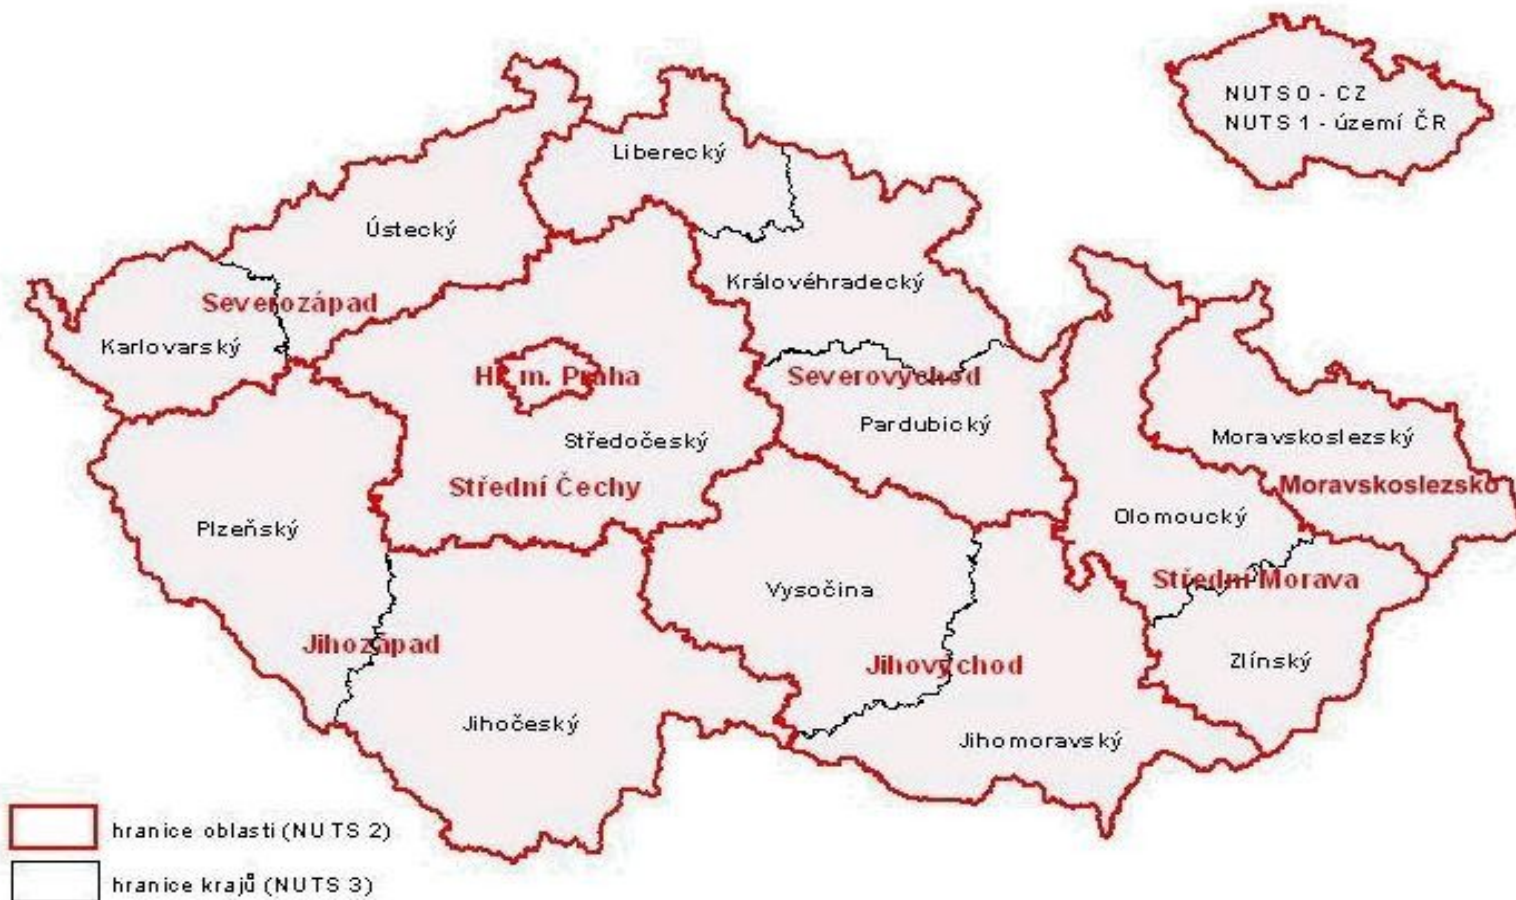 NUTS 0 - CZ
NUTS 1 - území ČR
Liberecký
Ústecký
Královéhradecký
Severozápad
Karlovarský
Hl. m. Praha
Severovýchod
Pardubický
Středočeský
Moravskoslezský
Střední Čechy
Moravskoslezsko
Olomoucký
Plzeňský
Střední Morava
Vysočina
Jihozápad
Jihovýchod
Zlínský
Jihočeský
Jihomoravský
hranice oblastí (NUTS 2)
hranice krajů (NUTS 3)